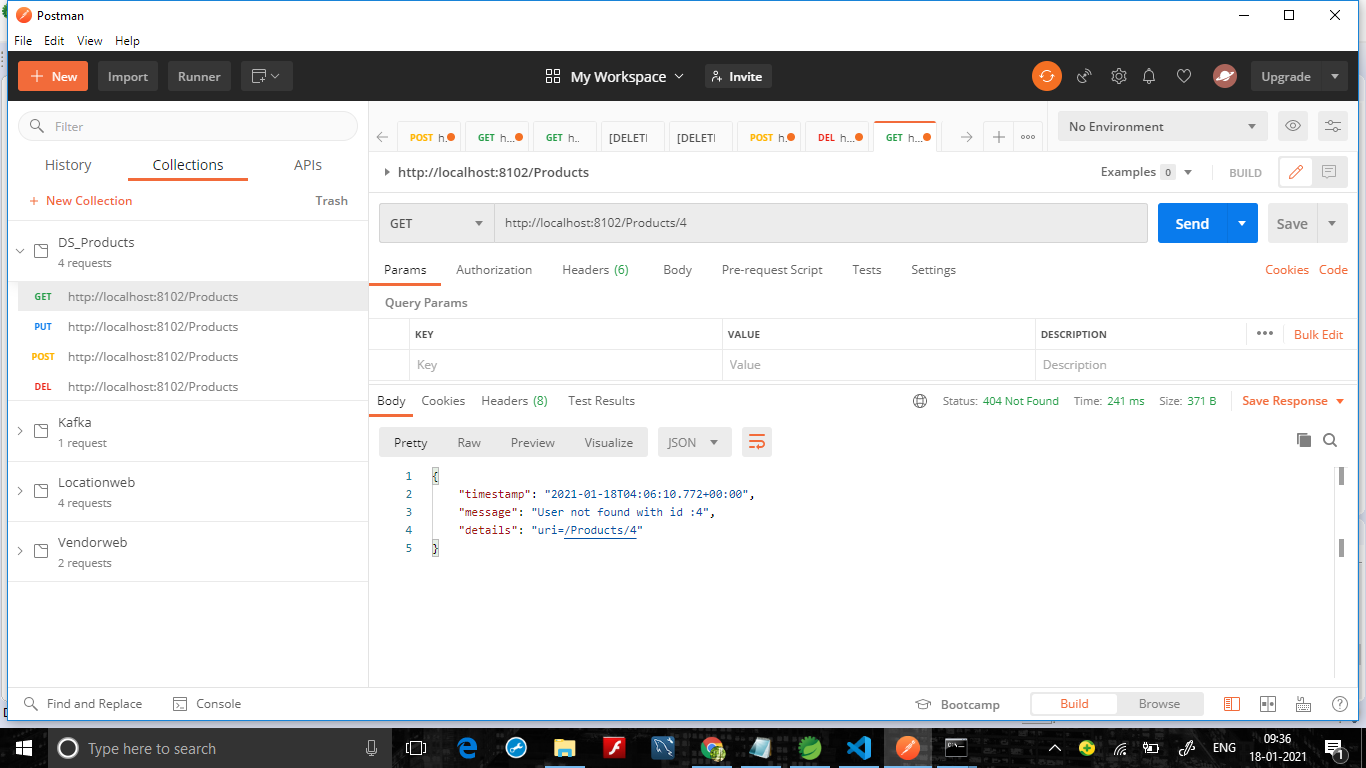 Postman
File Edit View Help
+ New Import Runner My Workspace Invite Upgrade
Filter
History Collections APIs
+ New Collection Trash
DS_Products
4 requests
GET http://localhost:8102/Products
PUT http://localhost:8102/Products
POST http://localhost:8102/Products
DEL http://localhost:8102/Products
Kafka
1 request
Locationweb
4 requests
Vendorweb
2 requests
POST h... GET h... GET h.. [DELETI [DELETI POST h... DEL h... GET h... No Environment
http://localhost:8102/Products Examples 0 BUILD
GET http://localhost:8102/Products/4 Send Save
Params Authorization Headers (6) Body Pre-request Script Tests Settings Cookies Code
Query Params
KEY VALUE DESCRIPTION ••• Bulk Edit
Key Value Description
Body Cookies Headers (8) Test Results Status: 404 Not Found Time: 241 ms Size: 371 B Save Response
Pretty Raw Preview Visualize JSON
1 {
2 "timestamp": "2021-01-18T04:06:10.772+00:00",
3 "message": "User not found with id :4",
4 "details": "uri=/Products/4"
5 }
Find and Replace Console Bootcamp Build Browse
Type here to search ENG 09:36
18-01-2021 1